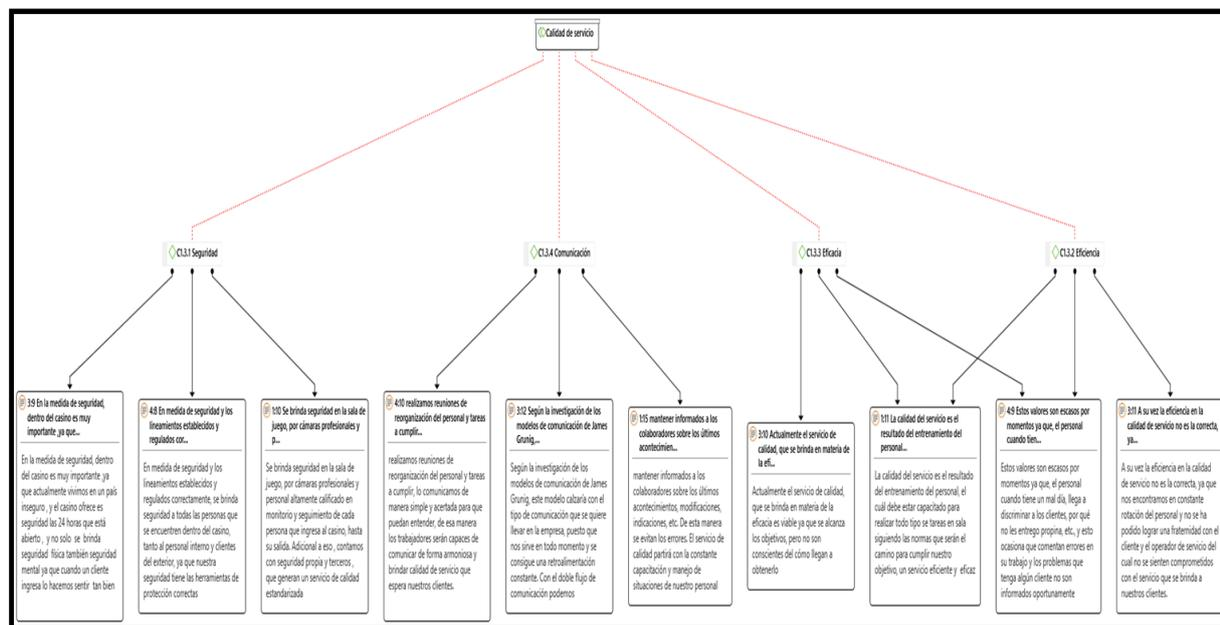 Calidad de servicio
C1.3.1 Seguridad
C1.3.4 Comunicación
C1.3.3 Eficacia
C1.3.2 Eficiencia
3:9 En la medida de seguridad,
dentro del casino es muy
importante ,ya que...
En la medida de seguridad, dentro
del casino es muy importante ,ya
que actualmente vivimos en un país
inseguro , y el casino ofrece es
seguridad las 24 horas que está
abierto , y no solo se brinda
seguridad física también seguridad
mental ya que cuando un cliente
ingresa lo hacemos sentir tan bien
4:8 En medida de seguridad y los
lineamientos establecidos y
regulados cor...
En medida de seguridad y los
lineamientos establecidos y
regulados correctamente, se brinda
seguridad a todas las personas que
se encuentren dentro del casino,
tanto al personal interno y clientes
del exterior, ya que nuestra
seguridad tiene las herramientas de
protección correctas
1:10 Se brinda seguridad en la sala de
juego, por cámaras profesionales y
p...
Se brinda seguridad en la sala de
juego, por cámaras profesionales y
personal altamente calificado en
monitorio y seguimiento de cada
persona que ingresa al casino, hasta
su salida. Adicional a eso , contamos
con seguridad propia y terceros ,
que generan un servicio de calidad
estandarizada
4:10 realizamos reuniones de
reorganización del personal y tareas
a cumplir...
realizamos reuniones de
reorganización del personal y tareas
a cumplir, lo comunicamos de
manera simple y acertada para que
puedan entender, de esa manera
los trabajadores serán capaces de
comunicar de forma armoniosa y
brindar calidad de servicio que
espera nuestros clientes.
3:12 Según la investigación de los
modelos de comunicación de James
Grunig,...
Según la investigación de los
modelos de comunicación de James
Grunig, este modelo calzaría con el
tipo de comunicación que se quiere
llevar en la empresa, puesto que
nos sirve en todo momento y se
consigue una retroalimentación
constante. Con el doble flujo de
comunicación podemos
1:15 mantener informados a los
colaboradores sobre los últimos
acontecimien...
mantener informados a los
colaboradores sobre los últimos
acontecimientos, modificaciones,
indicaciones, etc. De esta manera
se evitan los errores. El servicio de
calidad partirá con la constante
capacitación y manejo de
situaciones de nuestro personal
3:10 Actualmente el servicio de
calidad, que se brinda en materia de
la efi...
Actualmente el servicio de calidad,
que se brinda en materia de la
eficacia es viable ya que se alcanza
los objetivos, pero no son
conscientes del cómo llegan a
obtenerlo
1:11 La calidad del servicio es el
resultado del entrenamiento del
personal...
La calidad del servicio es el resultado
del entrenamiento del personal, el
cuál debe estar capacitado para
realizar todo tipo se tareas en sala
siguiendo las normas que serán el
camino para cumplir nuestro
objetivo, un servicio eficiente y eficaz
4:9 Estos valores son escasos por
momentos ya que, el personal
cuando tien...
Estos valores son escasos por
momentos ya que, el personal
cuando tiene un mal día, llega a
discriminar a los clientes, por qué
no les entrego propina, etc., y esto
ocasiona que comentan errores en
su trabajo y los problemas que
tenga algún cliente no son
informados oportunamente
3:11 A su vez la eficiencia en la
calidad de servicio no es la correcta,
ya...
A su vez la eficiencia en la calidad
de servicio no es la correcta, ya que
nos encontramos en constante
rotación del personal y no se ha
podido lograr una fraternidad con el
cliente y el operador de servicio del
cual no se sienten comprometidos
con el servicio que se brinda a
nuestros clientes.